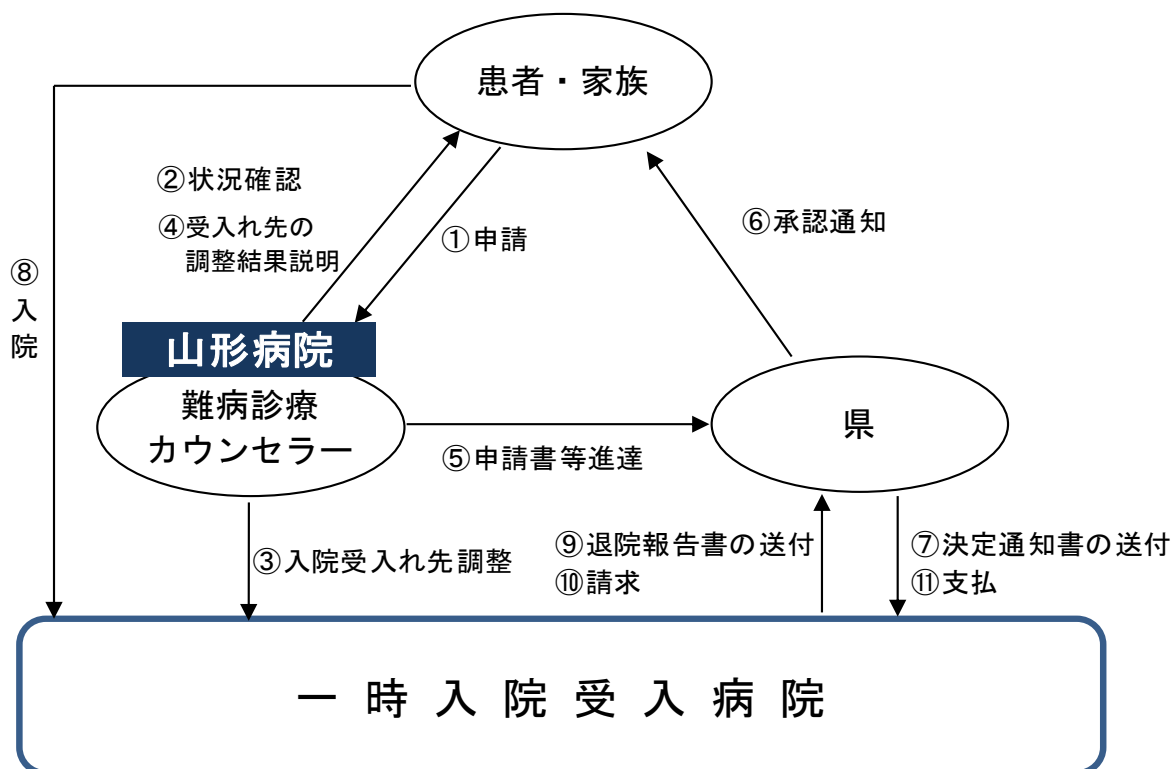 患者・家族
②状況確認
④受入れ先の
調整結果説明
①申請
⑥承認通知
⑧入院
山形病院
難病診療
カウンセラー
県
⑤申請書等進達
③入院受入れ先調整
⑨退院報告書の送付
⑩請求
⑦決定通知書の送付
⑪支払
一時入院受入病院